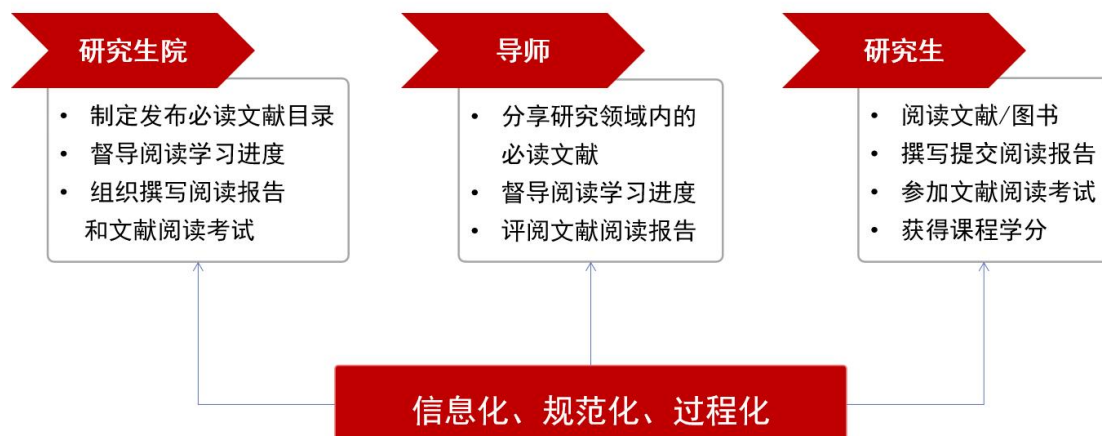 研究生院
• 制定发布必读文献目录
• 督导阅读学习进度
• 组织撰写阅读报告
和文献阅读考试
导师
• 分享研究领域内的
必读文献
• 督导阅读学习进度
• 评阅文献阅读报告
研究生
• 阅读文献/图书
• 撰写提交阅读报告
• 参加文献阅读考试
• 获得课程学分
信息化、规范化、过程化